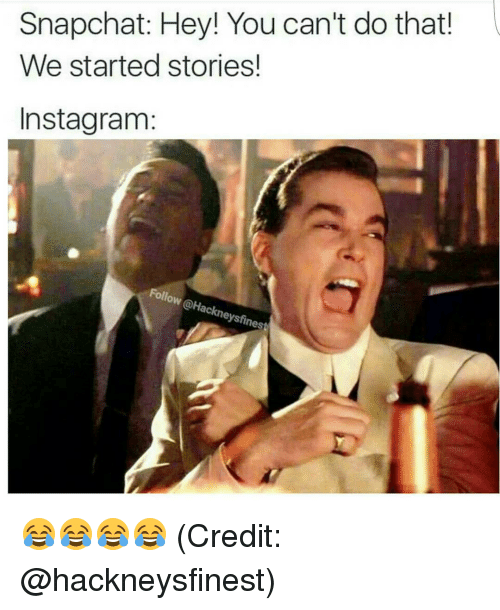 Snapchat: Hey! You can't do that!
We started stories!
Instagram:
Follow @Hackneysfinest
😂😂😂😂 (Credit:
@hackneysfinest)